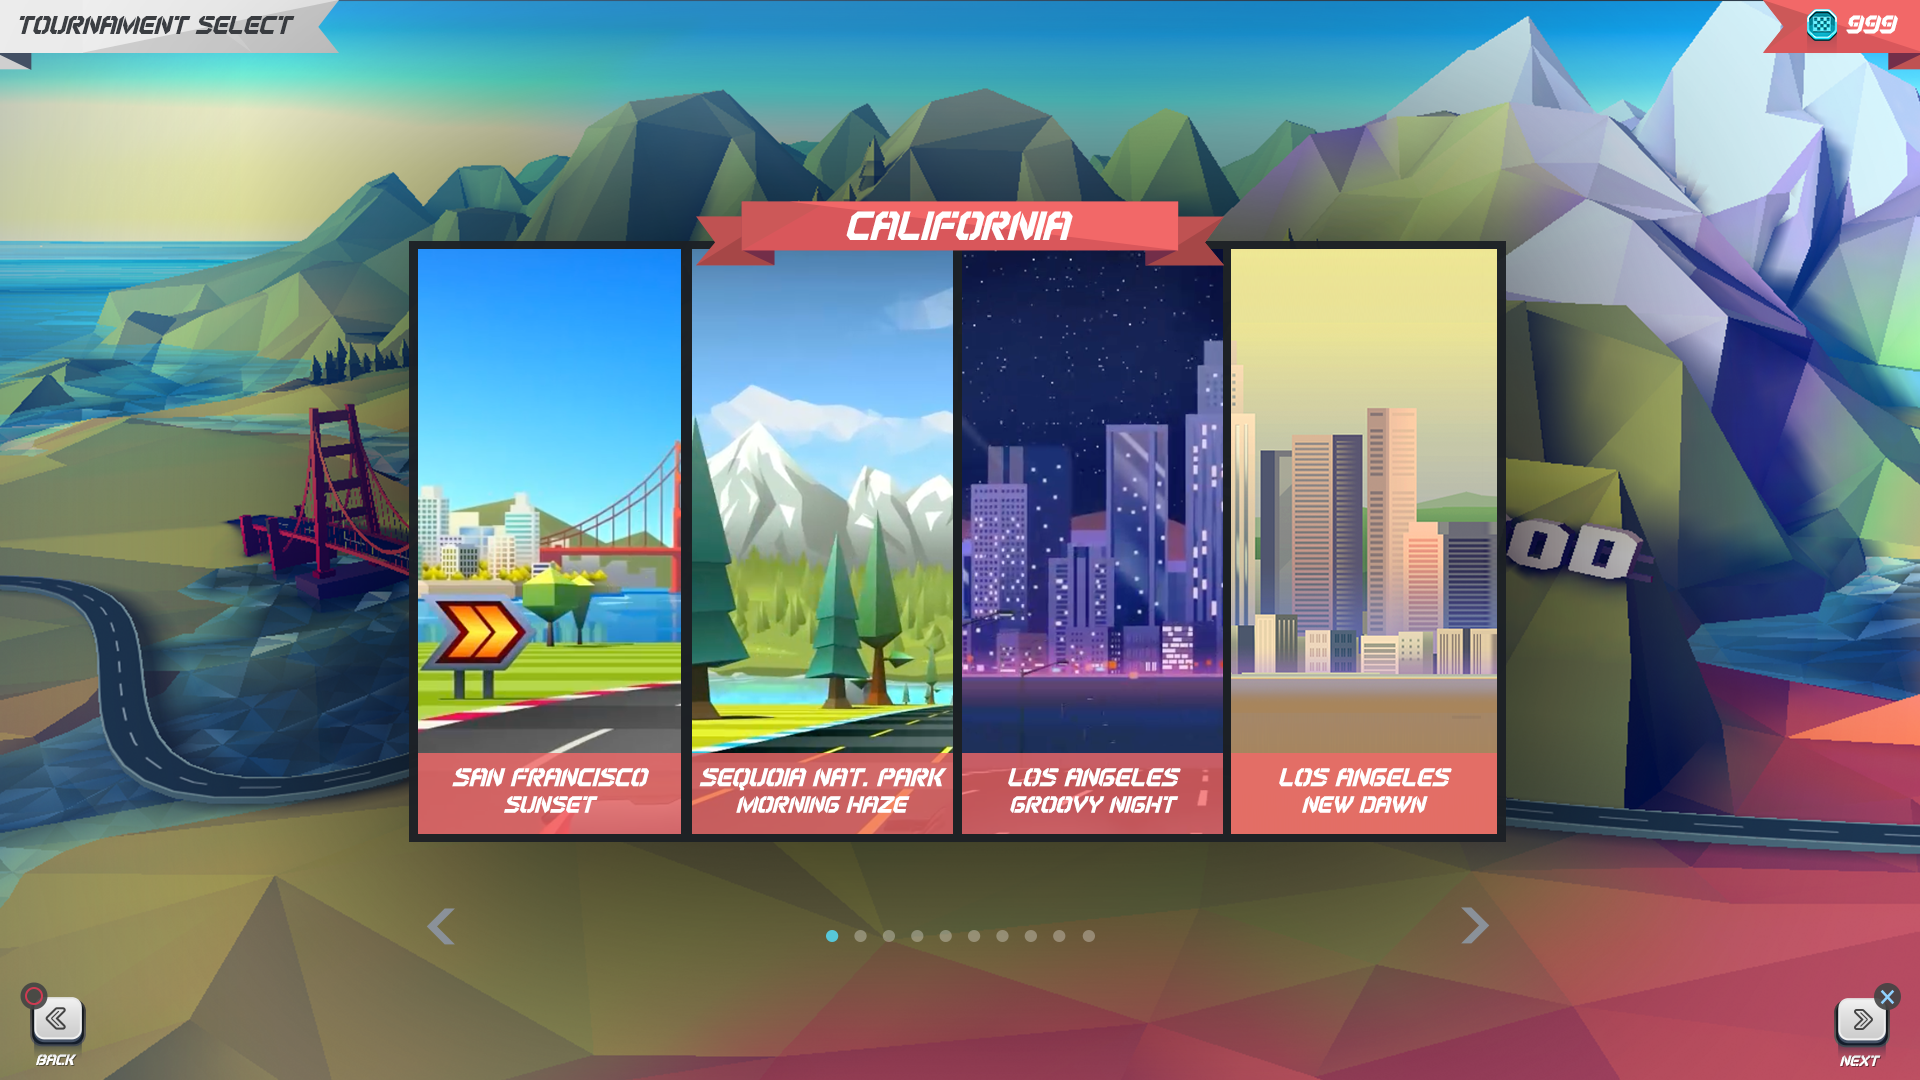 TOURNAMENT SELECT
999
CALIFORNIA
SAN FRANCISCO
SUNSET
SEQUOIA NAT. PARK
MORNING HAZE
LOS ANGELES
GROOVY NIGHT
LOS ANGELES
NEW DAWN
BACK
NEXT